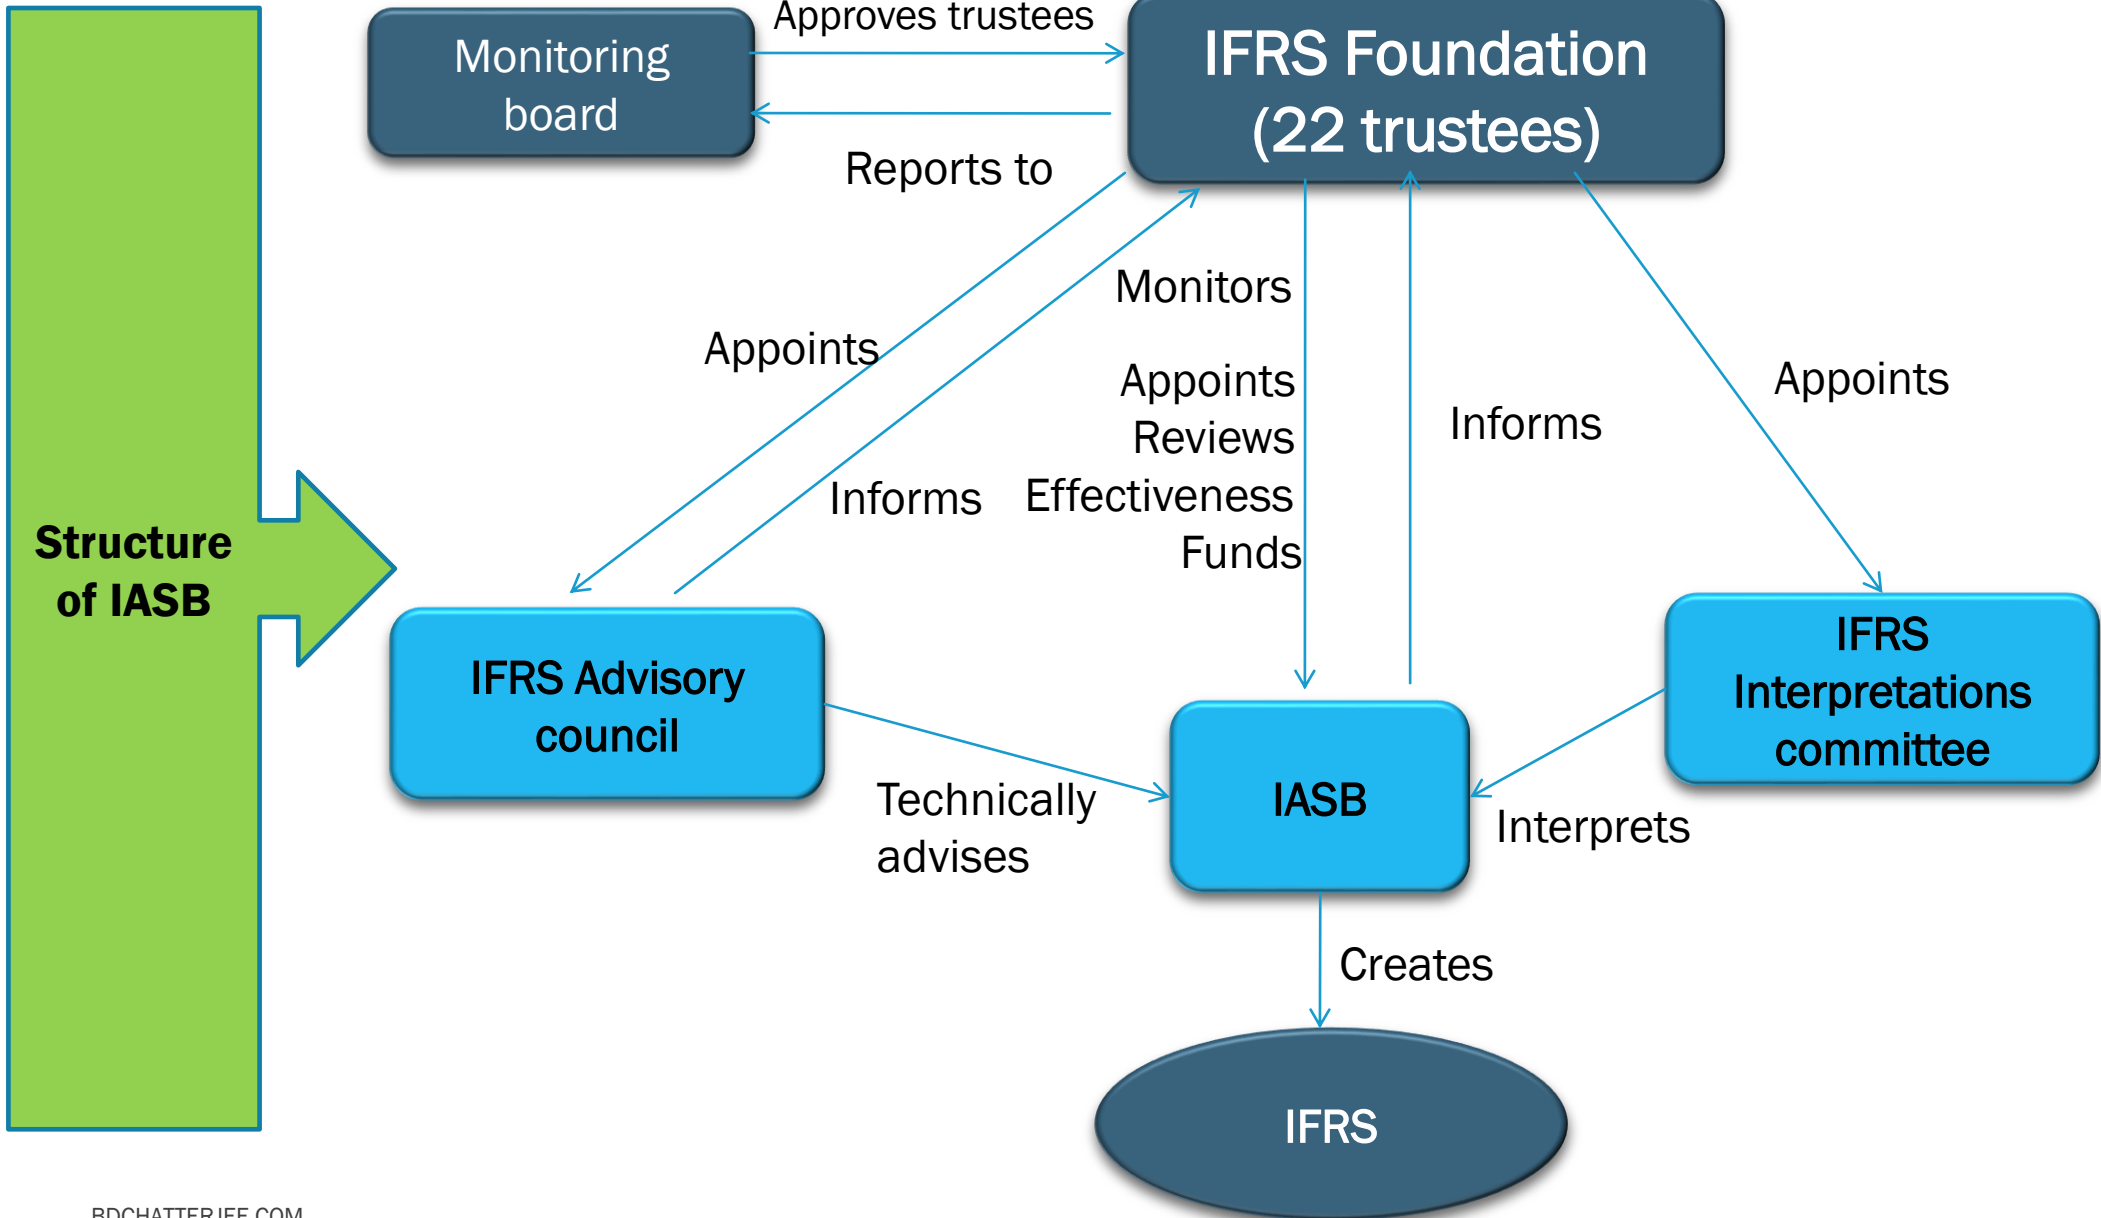 Approves trustees
Monitoring
board
IFRS Foundation
(22 trustees)
Reports to
Monitors
Appoints
Appoints
Reviews
Effectiveness
Funds
Informs
Appoints
Informs
Structure
of IASB
IFRS Advisory
council
IFRS
Interpretations
committee
Technically
advises
IASB
Interprets
Creates
IFRS
BDCHATTERJEE.COM